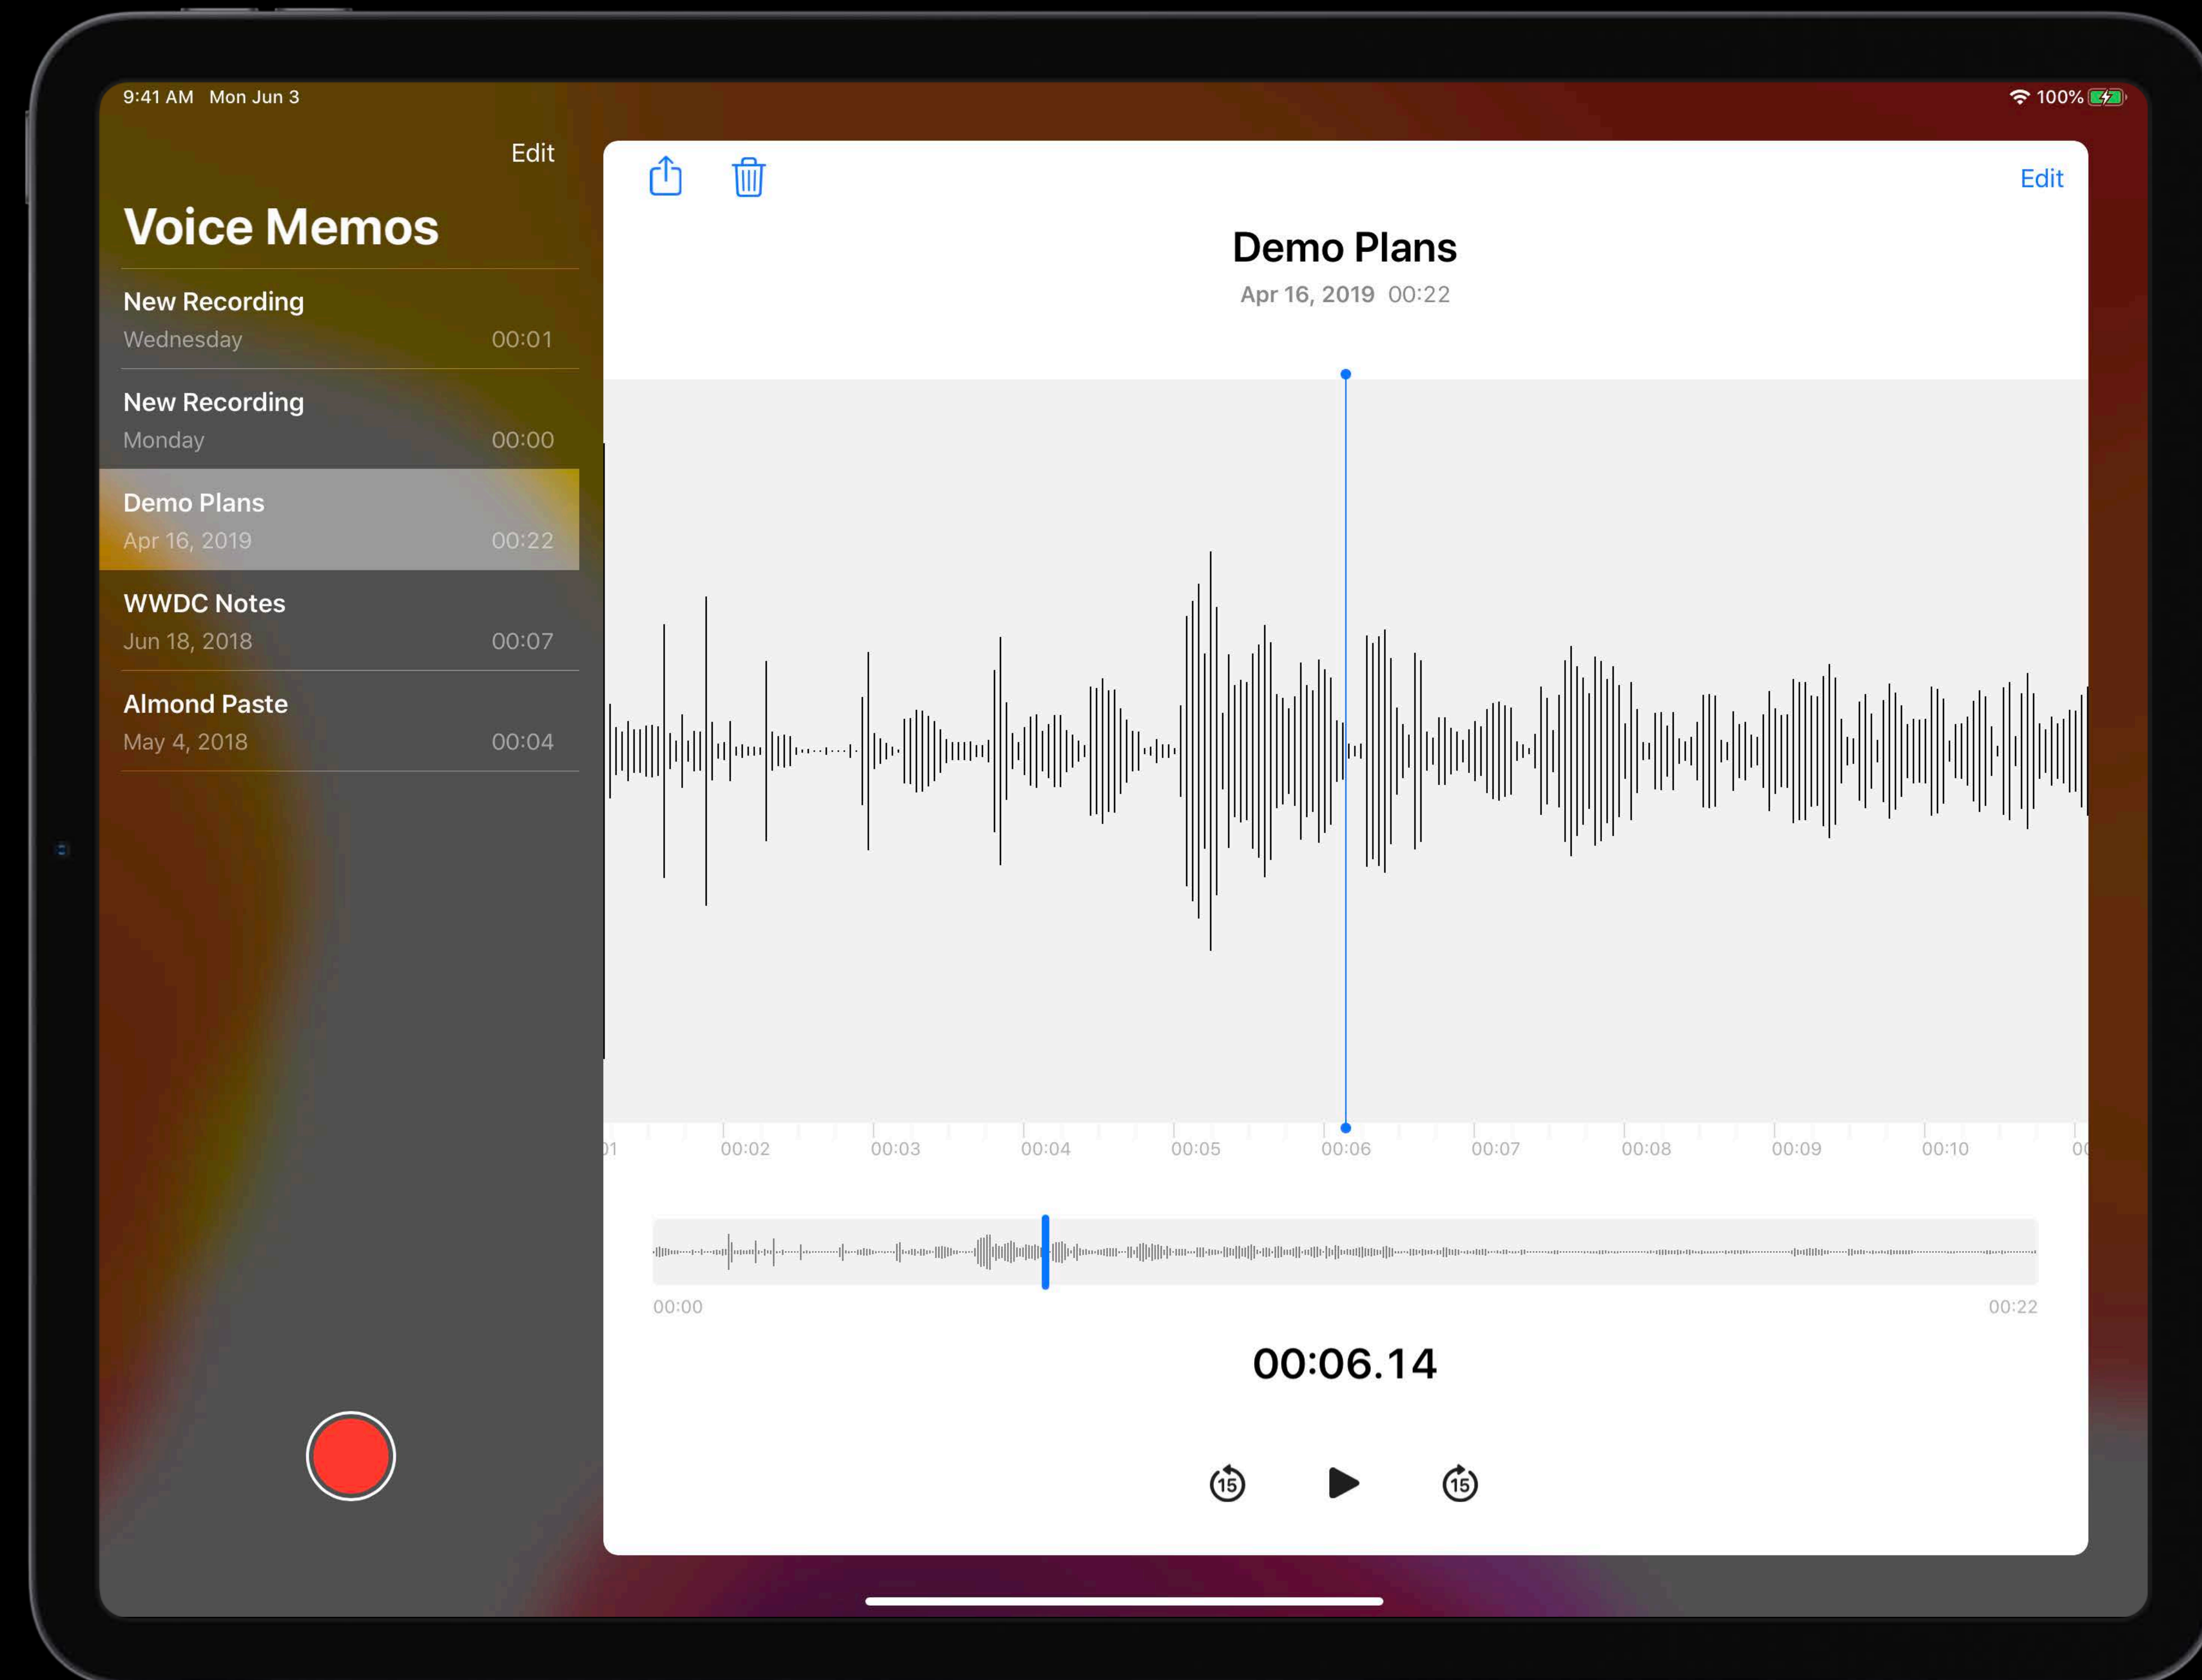 9:41 AM Mon Jun 3
100%
Edit
Voice Memos
New Recording
Wednesday 00:01
New Recording
Monday 00:00
Demo Plans
Apr 16, 2019 00:22
WWDC Notes
Jun 18, 2018 00:07
Almond Paste
May 4, 2018 00:04
Edit
Demo Plans
Apr 16, 2019 00:22
00:02 00:03 00:04 00:05 00:06 00:07 00:08 00:09 00:10
00:00 00:22
00:06.14
15 15